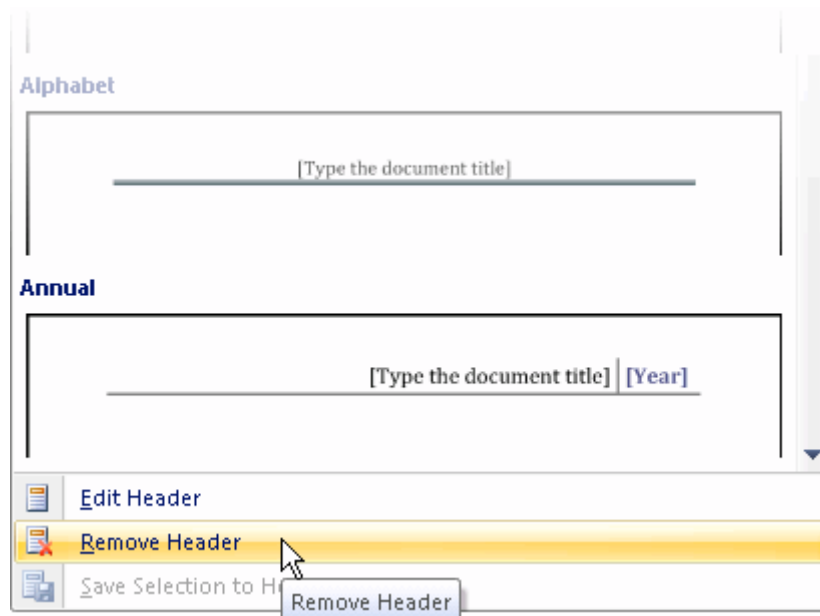 Alphabet
[Type the document title]
Annual
[Type the document title] [Year]
Edit Header
Remove Header
Save Selection to H
Remove Header